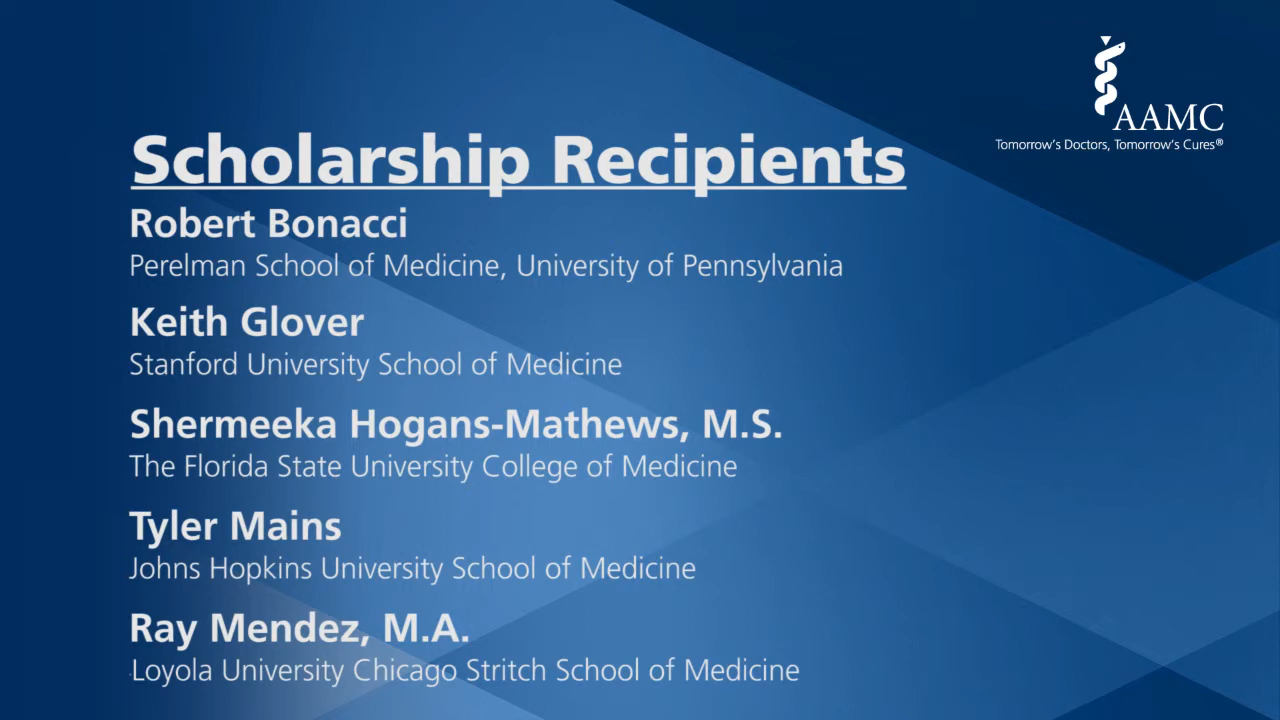 AAMC
Tomorrow's Doctors, Tomorrow's Cures®
Scholarship Recipients
Robert Bonacci
Perelman School of Medicine, University of Pennsylvania
Keith Glover
Stanford University School of Medicine
Shermeeka Hogans-Mathews, M.S.
The Florida State University College of Medicine
Tyler Mains
Johns Hopkins University School of Medicine
Ray Mendez, M.A.
Loyola University Chicago Stritch School of Medicine